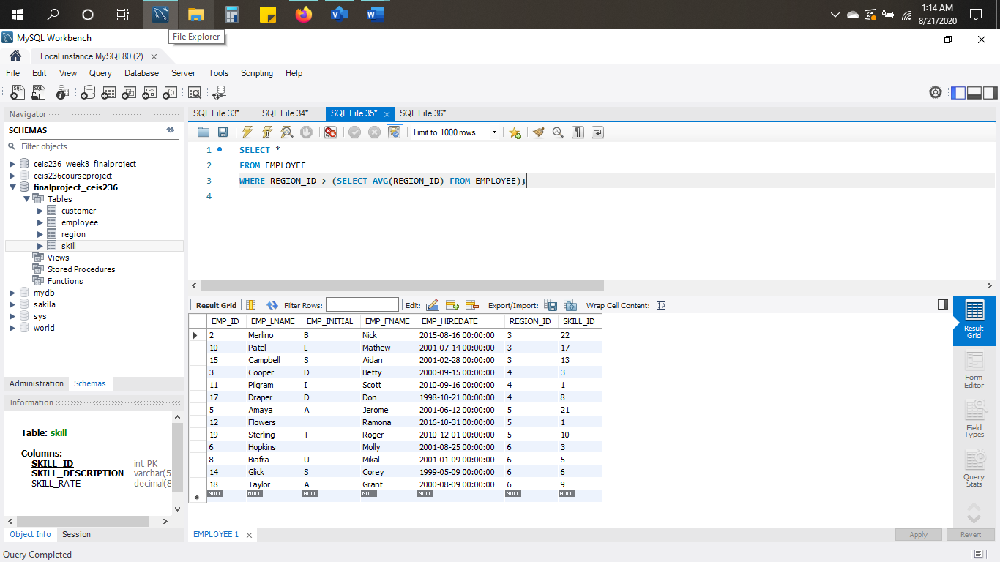 1:14 AM
8/21/2020
File Explorer
MySQL Workbench
Local instance MySQL80 (2)
File Edit View Query Database Server Tools Scripting Help
Navigator
SCHEMAS
Filter objects
ceis236_week8_finalproject
ceis236courseproject
finalproject_ceis236
Tables
customer
employee
region
skill
Views
Stored Procedures
Functions
mydb
sakila
sys
world
Administration Schemas
Information
Table: skill
Columns:
SKILL_ID int PK
SKILL_DESCRIPTION varchar(5
SKILL_RATE decimal(8
Object Info Session
SQL File 33* SQL File 34* SQL File 35* SQL File 36*
Limit to 1000 rows
1 SELECT *
2 FROM EMPLOYEE
3 WHERE REGION_ID > (SELECT AVG(REGION_ID) FROM EMPLOYEE);
4
Result Grid Filter Rows: Edit: Export/Import: Wrap Cell Content:
EMP_ID EMP_LNAME EMP_INITIAL EMP_FNAME EMP_HIREDATE REGION_ID SKILL_ID
2 Merlino B Nick 2015-08-16 00:00:00 3 22
10 Patel L Mathew 2001-07-14 00:00:00 3 17
15 Campbell S Aidan 2001-02-28 00:00:00 3 13
3 Cooper D Betty 2000-09-15 00:00:00 4 3
11 Pilgram I Scott 2010-09-16 00:00:00 4 1
17 Draper D Don 1998-10-21 00:00:00 4 8
5 Amaya A Jerome 2001-06-12 00:00:00 5 21
12 Flowers Ramona 2016-10-31 00:00:00 5 1
19 Sterling T Roger 2010-12-01 00:00:00 5 10
6 Hopkins Molly 2001-08-25 00:00:00 6 3
8 Biafra U Mikal 2001-01-09 00:00:00 6 5
14 Glick S Corey 1999-05-09 00:00:00 6 6
18 Taylor A Grant 2000-08-09 00:00:00 6 9
NULL NULL NULL NULL NULL NULL NULL
Result
Grid
Form
Editor
Field
Types
Query
Stats
EMPLOYEE 1
Apply Revert
Query Completed